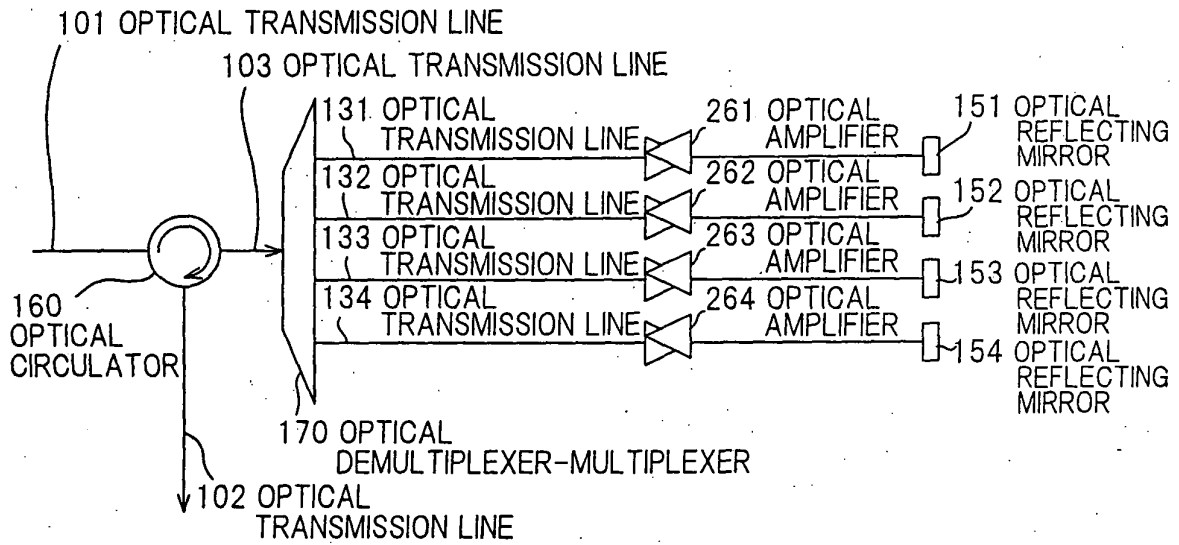 101 OPTICAL TRANSMISSION LINE
103 OPTICAL TRANSMISSION LINE
131 OPTICAL
TRANSMISSION LINE
261 OPTICAL
AMPLIFIER
151 OPTICAL
REFLECTING
MIRROR
132 OPTICAL
TRANSMISSION LINE
262 OPTICAL
AMPLIFIER
152 OPTICAL
REFLECTING
MIRROR
133 OPTICAL
TRANSMISSION LINE
263 OPTICAL
AMPLIFIER
153 OPTICAL
REFLECTING
MIRROR
134 OPTICAL
TRANSMISSION LINE
264 OPTICAL
AMPLIFIER
154 OPTICAL
REFLECTING
MIRROR
160
OPTICAL
CIRCULATOR
170 OPTICAL
DEMULTIPLEXER-MULTIPLEXER
102 OPTICAL
TRANSMISSION LINE